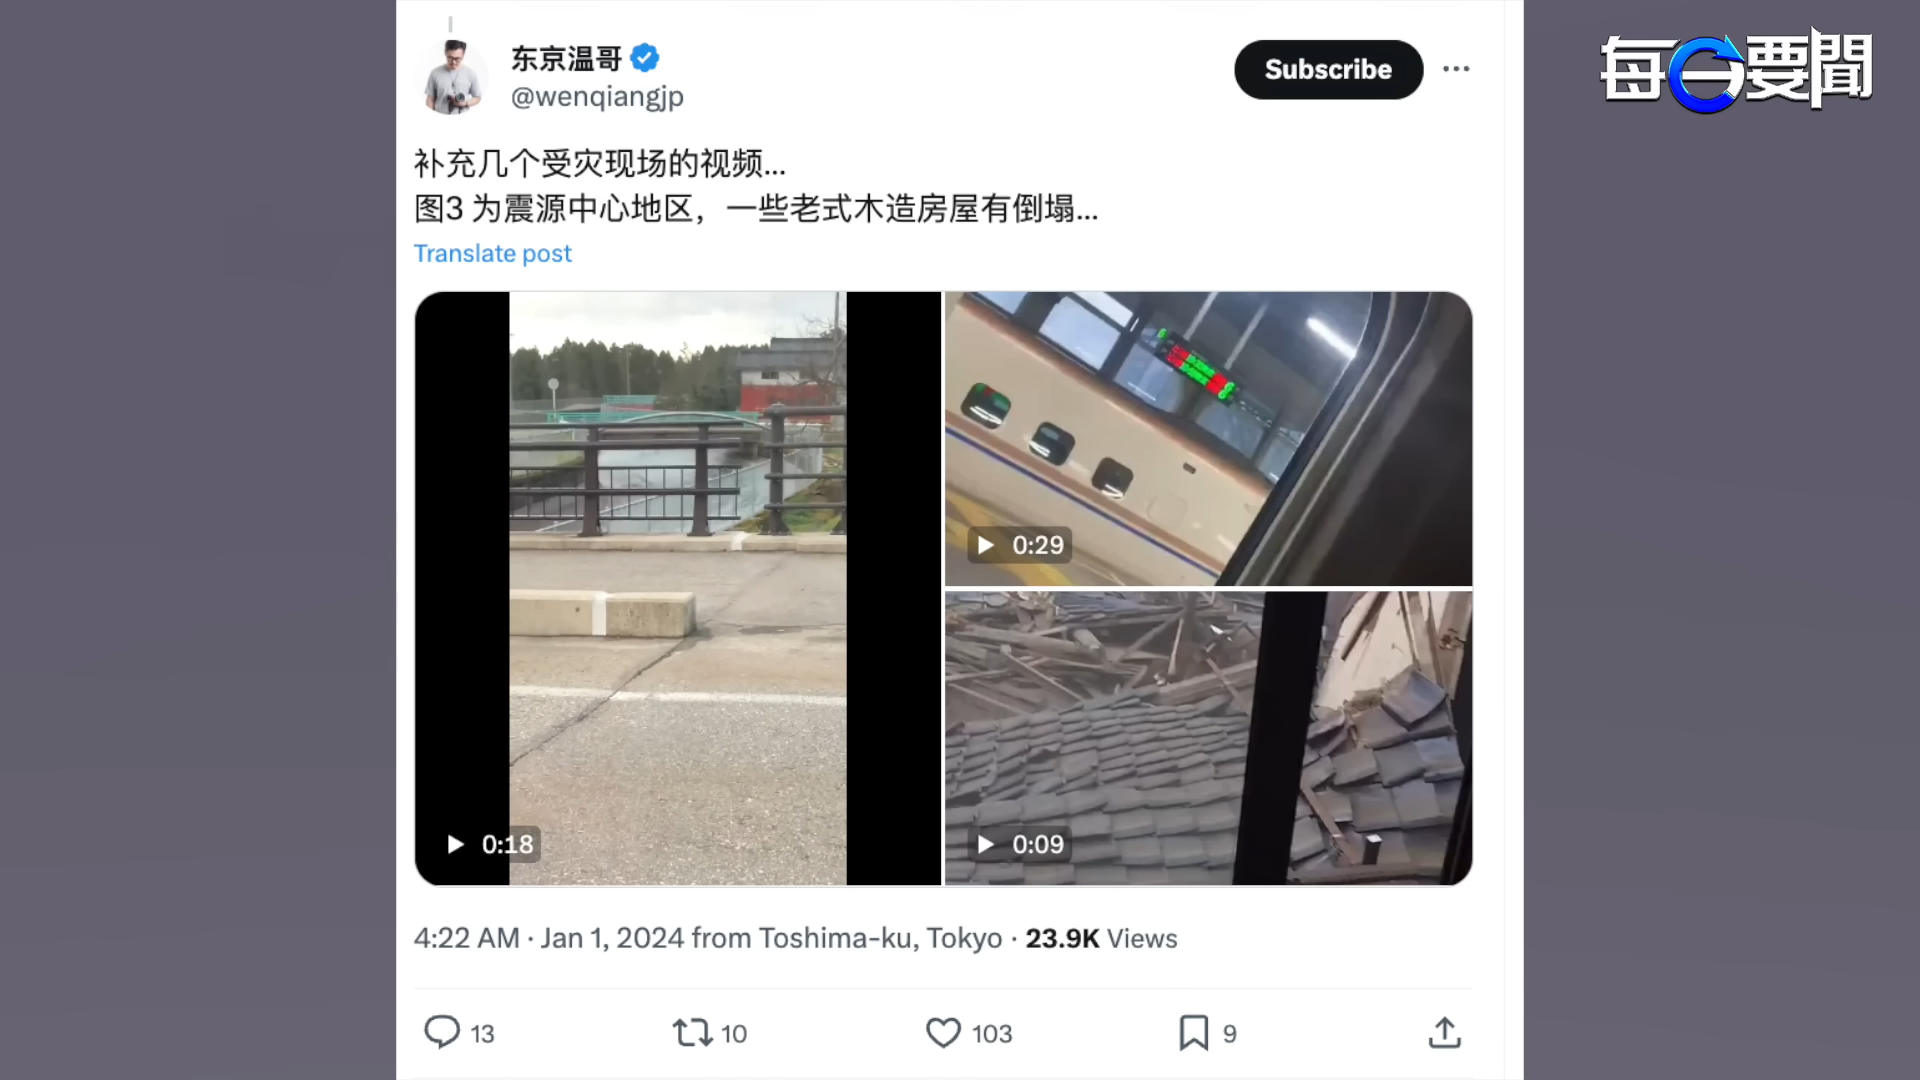 每日要聞
东京温哥
@wenqiangjp
Subscribe
补充几个受灾现场的视频...
图3 为震源中心地区，一些老式木造房屋有倒塌...
Translate post
0:18
0:29
0:09
4:22 AM · Jan 1, 2024 from Toshima-ku, Tokyo · 23.9K Views
13
10
103
9